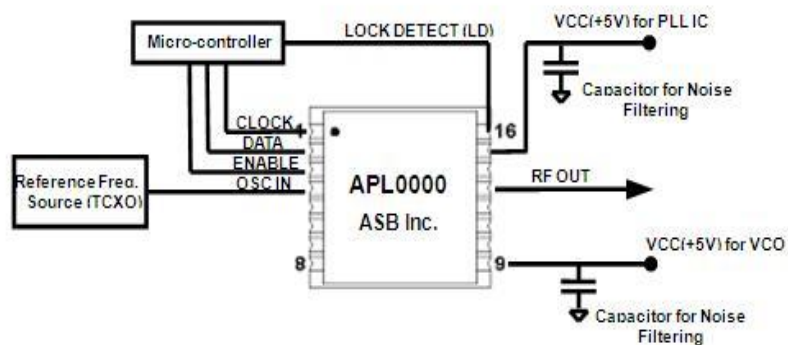 VCC(+5V) for PLL IC
Micro-controller
LOCK DETECT (LD)
Capacitor for Noise
Filtering
CLOCK
1
16
DATA
ENABLE
OSC IN
Reference Freq.
Source (TCXO)
APL0000
ASB Inc.
RF OUT
8
9
VCC(+5V) for VCO
Capacitor for Noise
Filtering